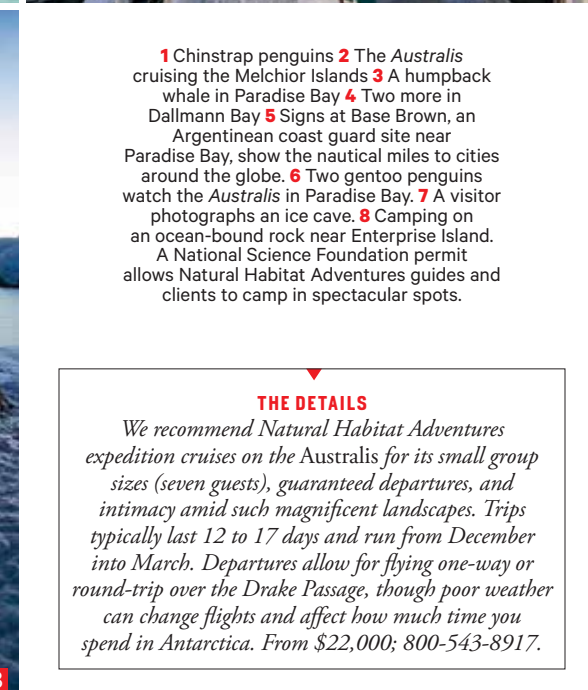 1 Chinstrap penguins 2 The Australis
cruising the Melchior Islands 3 A humpback
whale in Paradise Bay 4 Two more in
Dallmann Bay 5 Signs at Base Brown, an
Argentinean coast guard site near
Paradise Bay, show the nautical miles to cities
around the globe. 6 Two gentoo penguins
watch the Australis in Paradise Bay. 7 A visitor
photographs an ice cave. 8 Camping on
an ocean-bound rock near Enterprise Island.
A National Science Foundation permit
allows Natural Habitat Adventures guides and
clients to camp in spectacular spots.
THE DETAILS
We recommend Natural Habitat Adventures
expedition cruises on the Australis for its small group
sizes (seven guests), guaranteed departures, and
intimacy amid such magnificent landscapes. Trips
typically last 12 to 17 days and run from December
into March. Departures allow for flying one-way or
round-trip over the Drake Passage, though poor weather
can change flights and affect how much time you
spend in Antarctica. From $22,000; 800-543-8917.